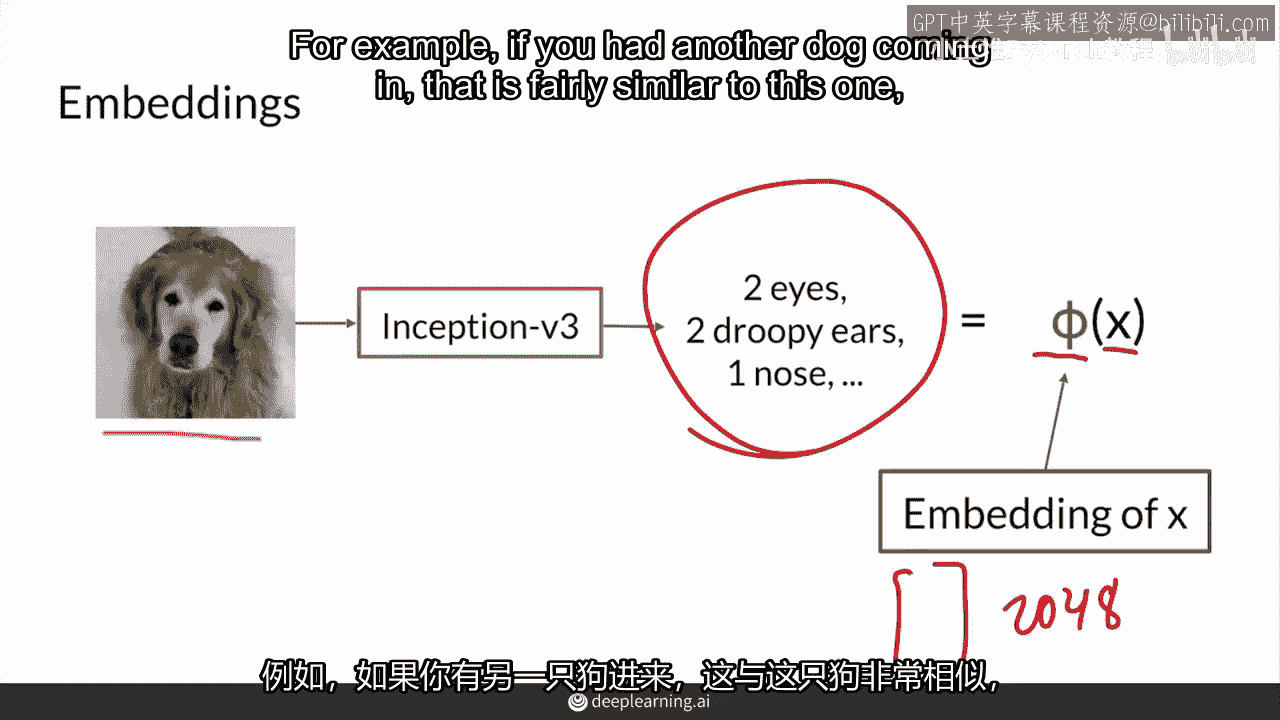 GPT中英字幕课程资源@bilibili.com
For example, if you had another dog coming
in, that is fairly similar to this one,
Embeddings
Inception-v3
2 eyes,
2 droopy ears,
1 nose, ...
= ϕ(x)
Embedding of x
[ ] 2048
例如，如果你有另一只狗进来，这与这只狗非常相似，
deeplearning.ai